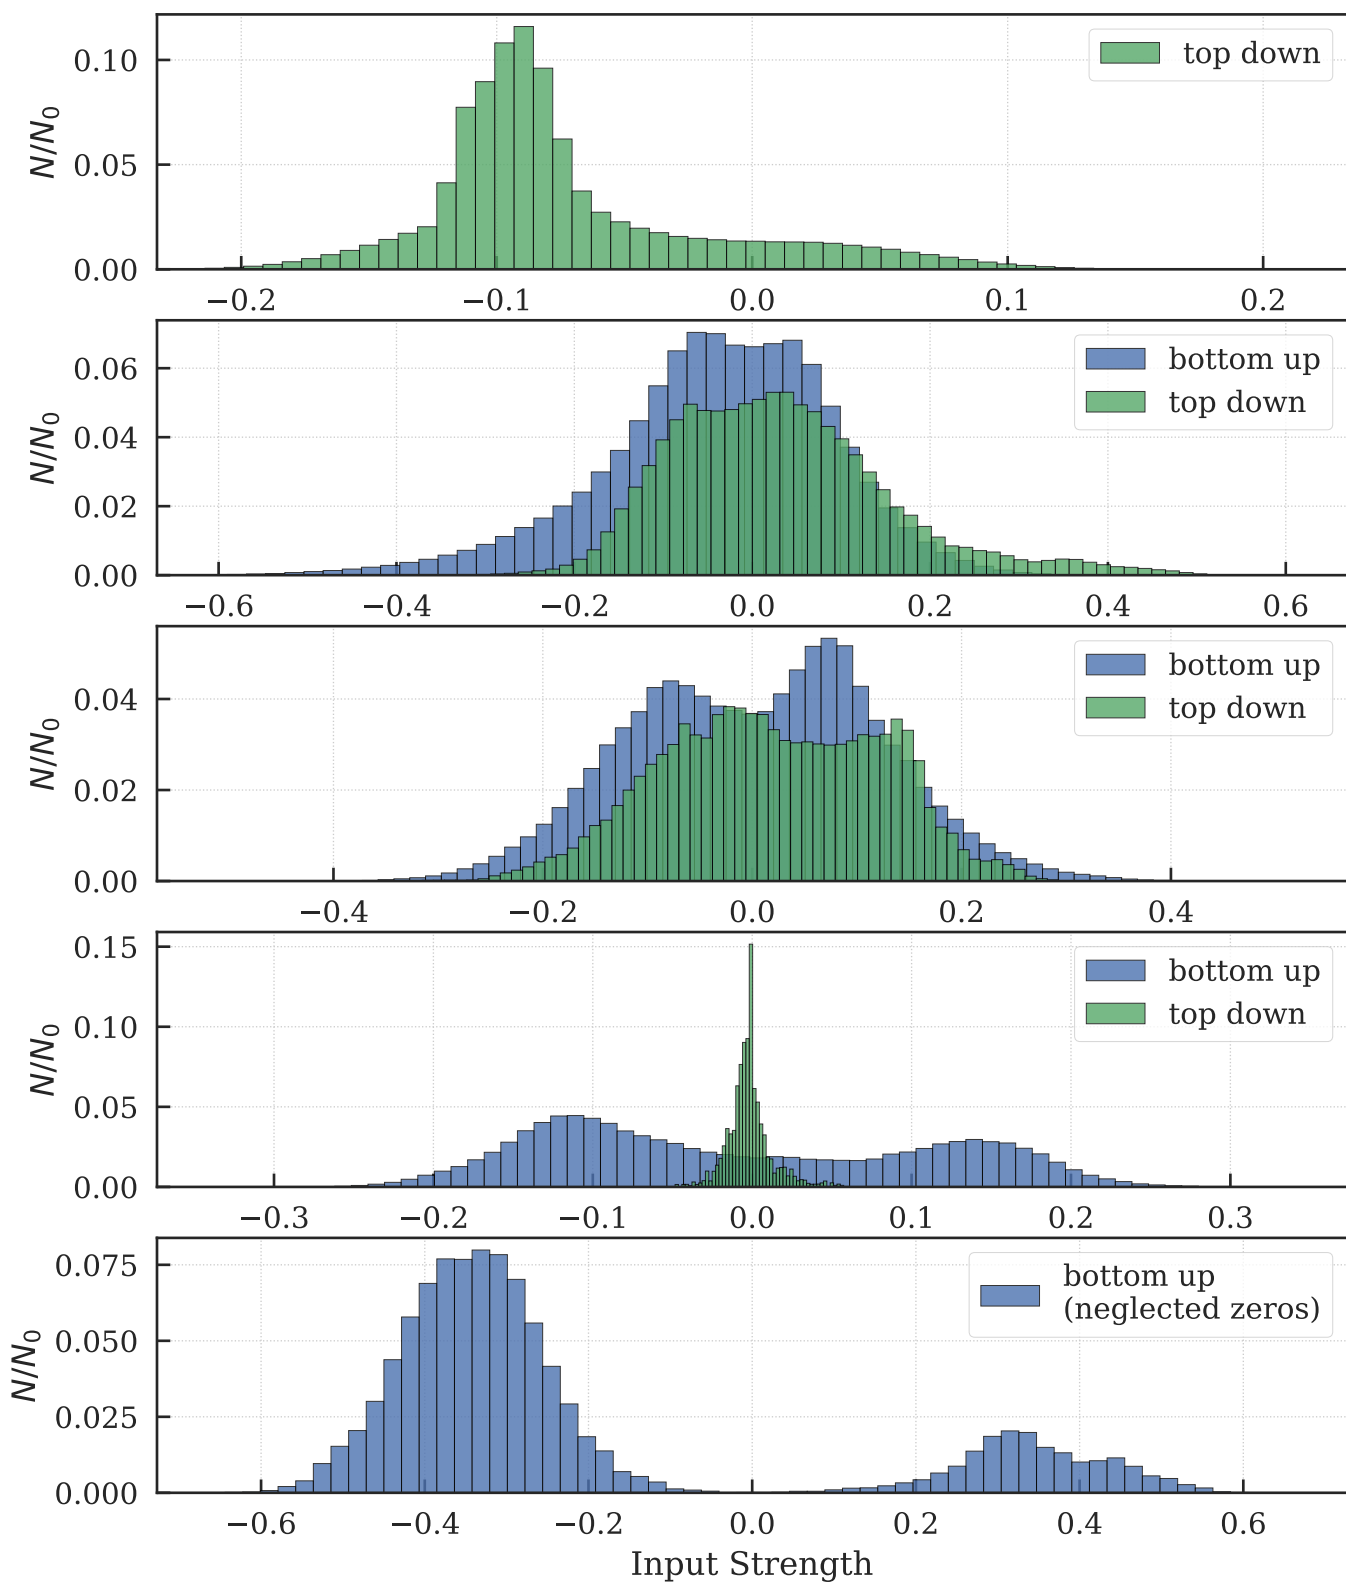 top down
N/N0
0.10
0.05
0.00
−0.2 −0.1 0.0 0.1 0.2
bottom up
top down
N/N0
0.06
0.04
0.02
0.00
−0.6 −0.4 −0.2 0.0 0.2 0.4 0.6
bottom up
top down
N/N0
0.04
0.02
0.00
−0.4 −0.2 0.0 0.2 0.4
bottom up
top down
N/N0
0.15
0.10
0.05
0.00
−0.3 −0.2 −0.1 0.0 0.1 0.2 0.3
bottom up
(neglected zeros)
N/N0
0.075
0.050
0.025
0.000
−0.6 −0.4 −0.2 0.0 0.2 0.4 0.6
Input Strength